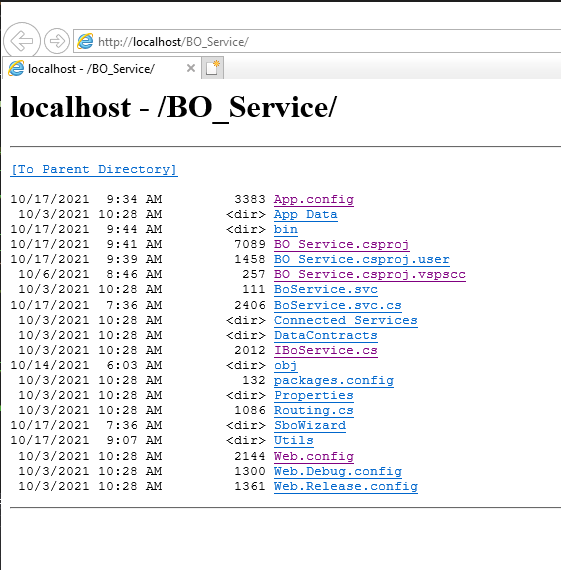 http://localhost/BO_Service/
localhost - /BO_Service/
localhost - /BO_Service/
[To Parent Directory]
10/17/2021 9:34 AM 3383 App.config
10/3/2021 10:28 AM <dir> App_Data
10/17/2021 9:44 AM <dir> bin
10/17/2021 9:41 AM 7089 BO_Service.csproj
10/17/2021 9:39 AM 1458 BO_Service.csproj.user
10/6/2021 8:46 AM 257 BO_Service.csproj.vspscc
10/3/2021 10:28 AM 111 BoService.svc
10/17/2021 7:36 AM 2406 BoService.svc.cs
10/3/2021 10:28 AM <dir> Connected Services
10/3/2021 10:28 AM <dir> DataContracts
10/3/2021 10:28 AM 2012 IBoService.cs
10/14/2021 6:03 AM <dir> obj
10/3/2021 10:28 AM 132 packages.config
10/3/2021 10:28 AM <dir> Properties
10/3/2021 10:28 AM 1086 Routing.cs
10/17/2021 7:36 AM <dir> SboWizard
10/17/2021 9:07 AM <dir> Utils
10/3/2021 10:28 AM 2144 Web.config
10/3/2021 10:28 AM 1300 Web.Debug.config
10/3/2021 10:28 AM 1361 Web.Release.config